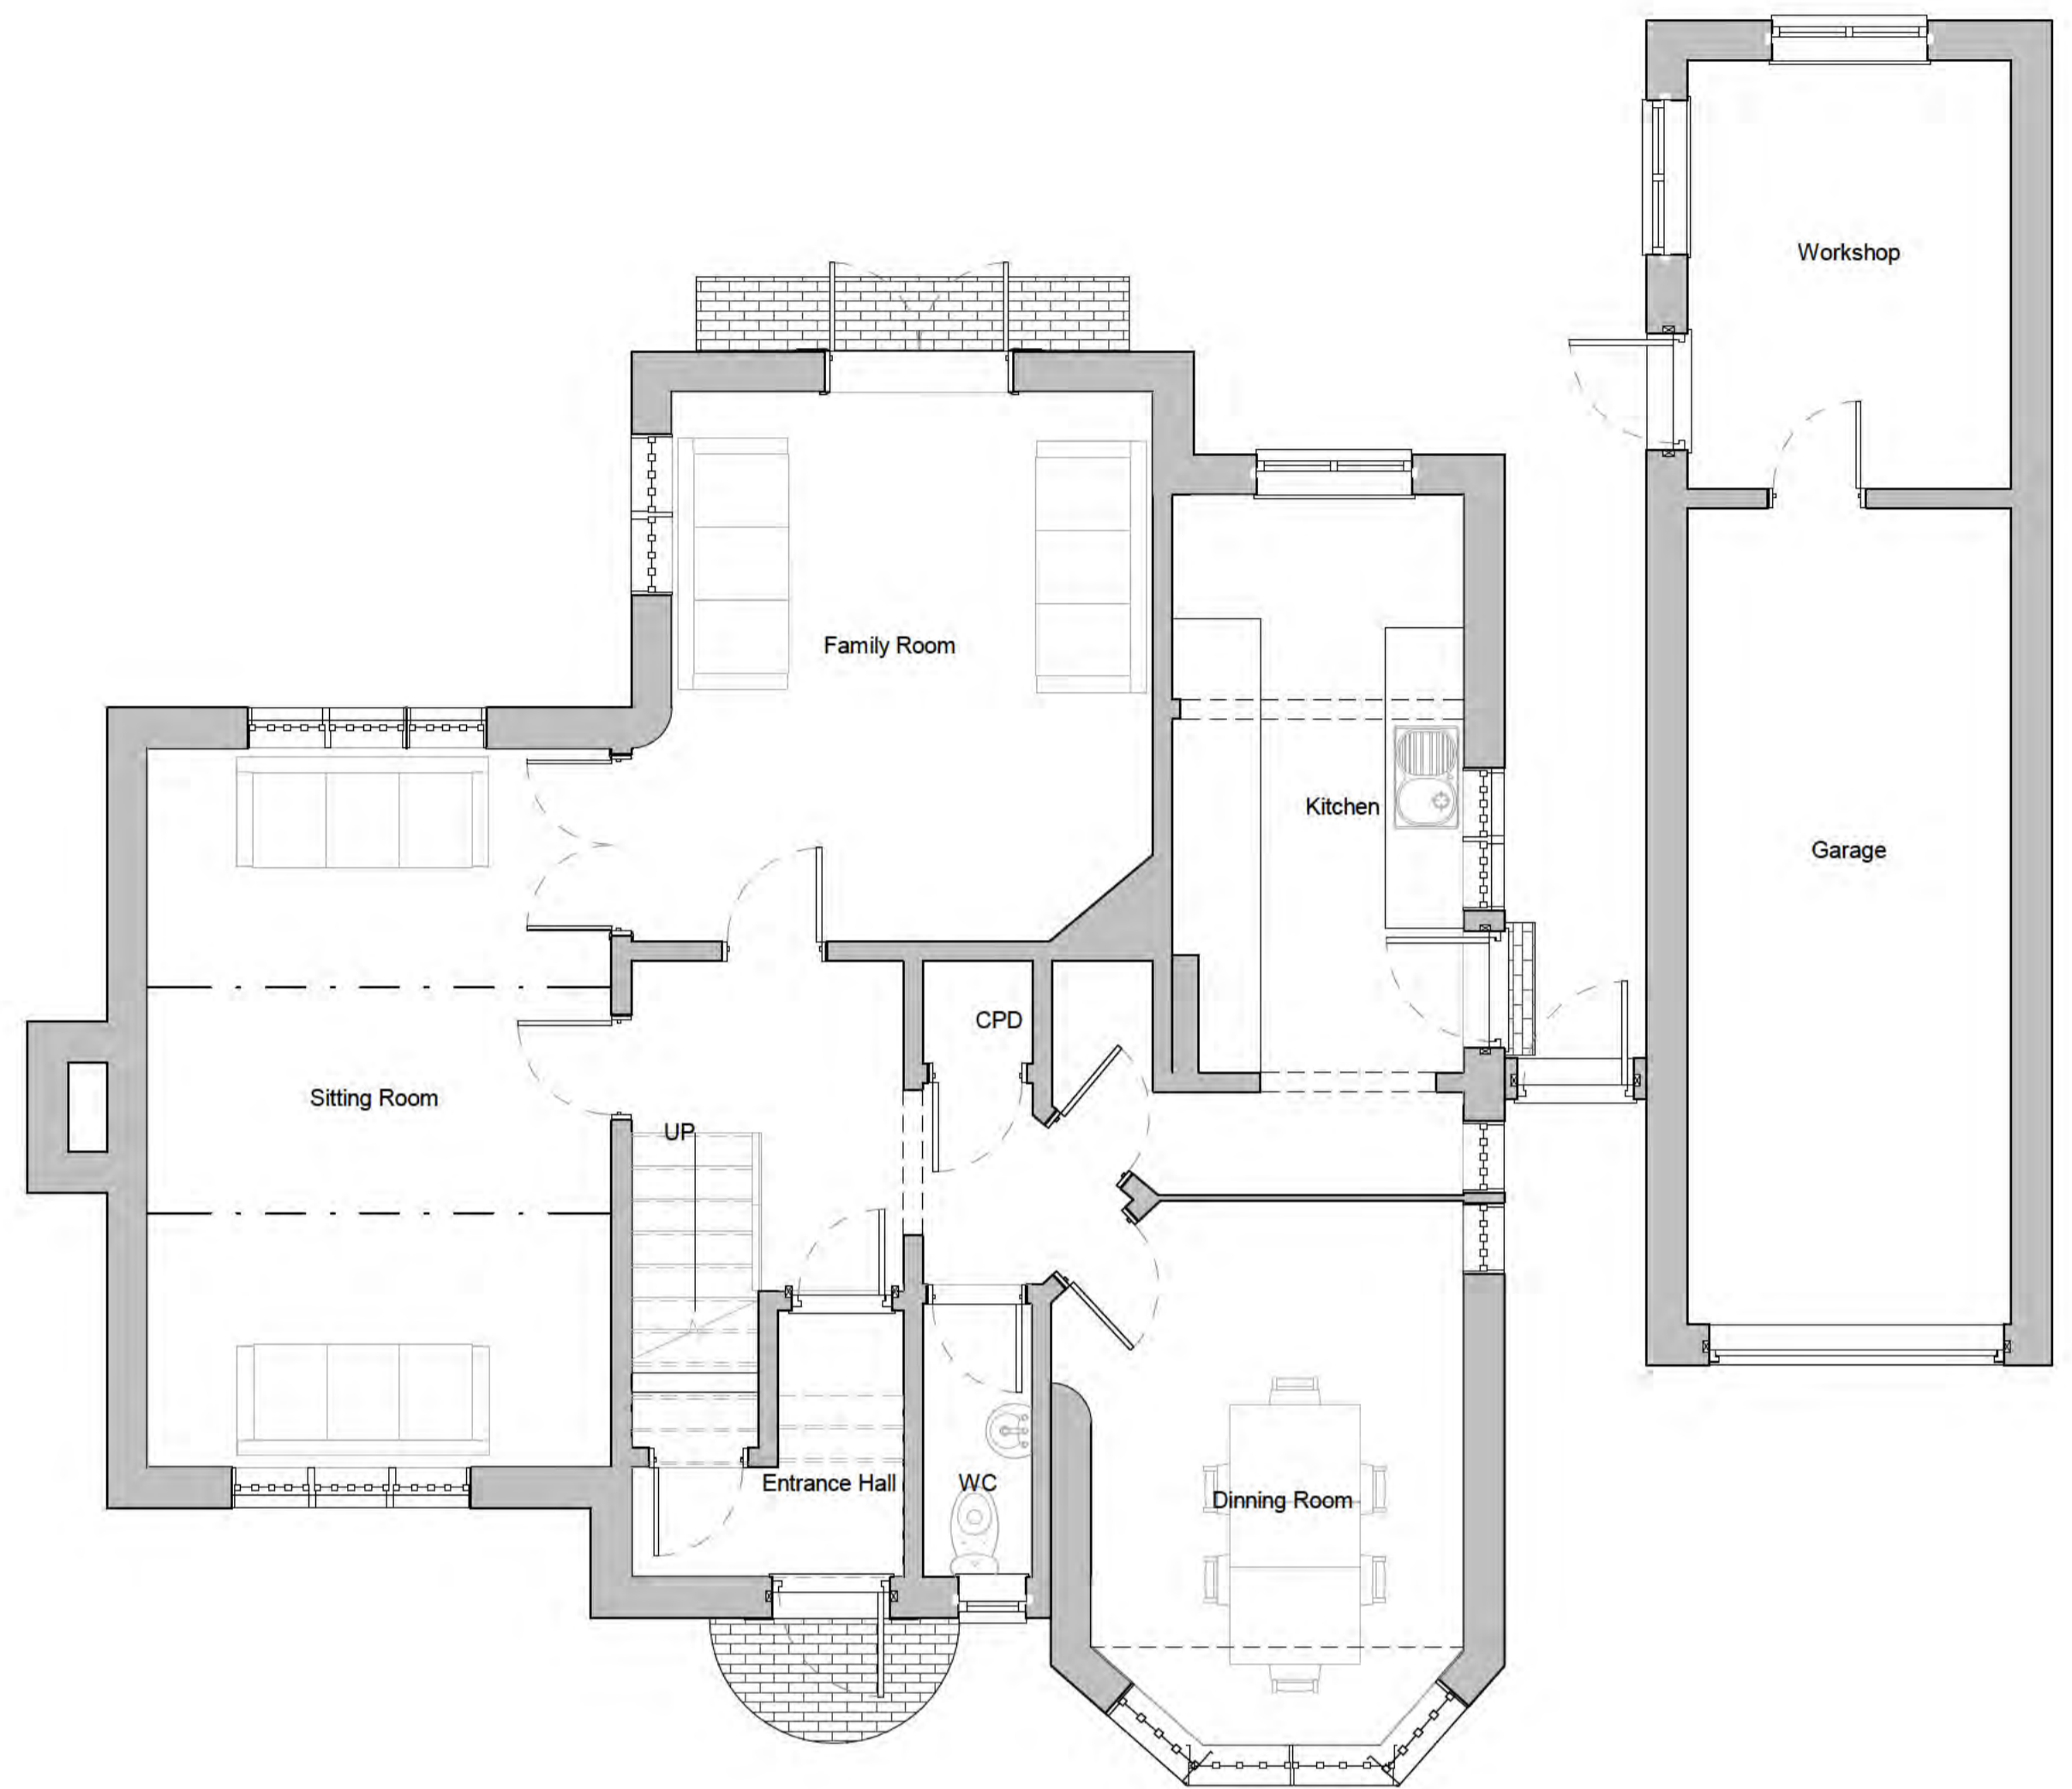 Workshop
Family Room
Kitchen
Garage
CPD
Sitting Room
UP
Entrance Hall
WC
Dinning Room